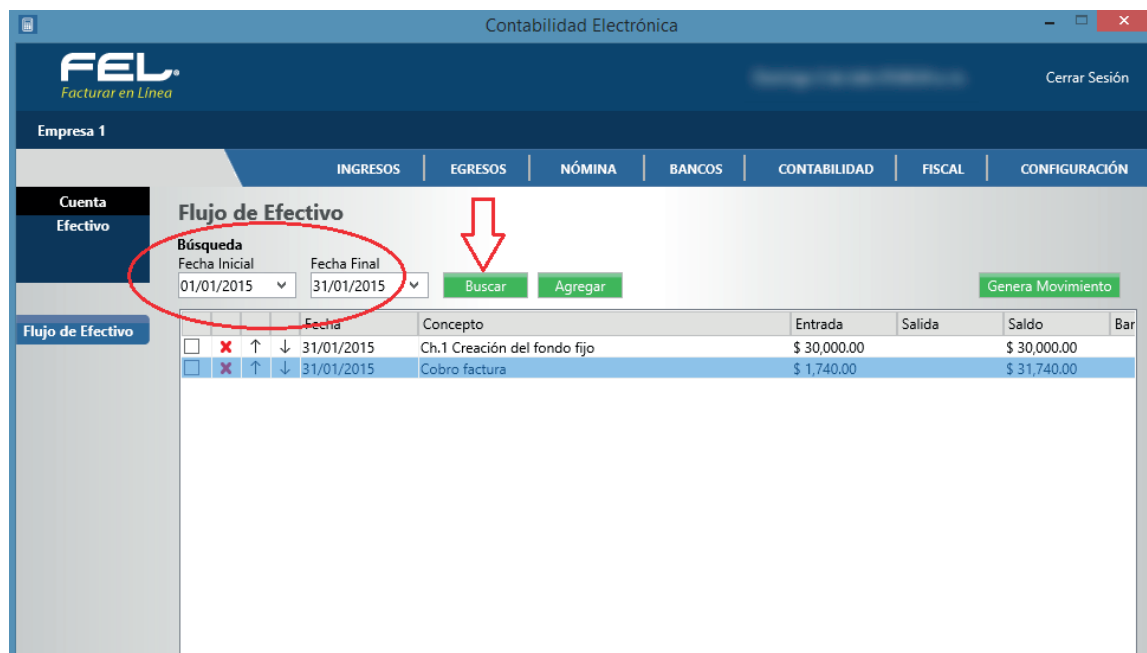 Contabilidad Electrónica
FEL
Facturar en Línea
Cerrar Sesión
Empresa 1
INGRESOS EGRESOS NÓMINA BANCOS CONTABILIDAD FISCAL CONFIGURACIÓN
Cuenta
Efectivo
Flujo de Efectivo
Búsqueda
Fecha Inicial Fecha Final
01/01/2015 31/01/2015 Buscar Agregar Genera Movimiento
Flujo de Efectivo
Fecha Concepto Entrada Salida Saldo Bar
31/01/2015 Ch.1 Creación del fondo fijo $ 30,000.00 $ 30,000.00
31/01/2015 Cobro factura $ 1,740.00 $ 31,740.00